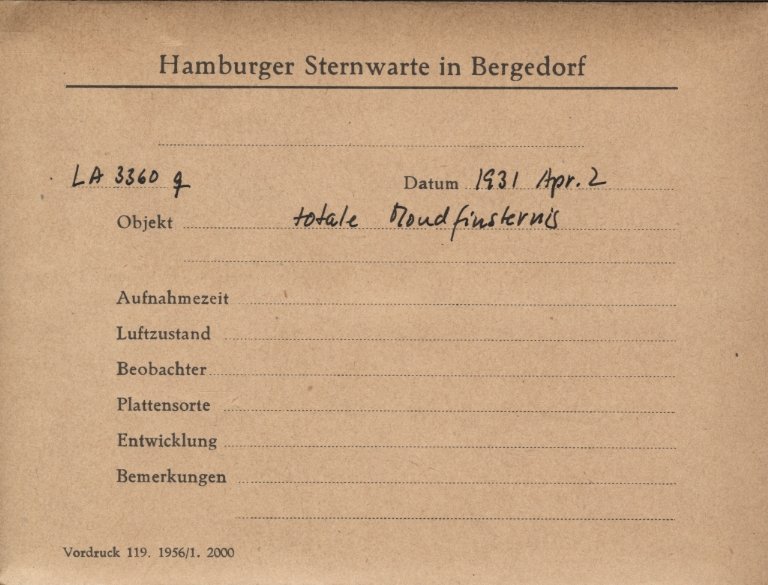 Hamburger Sternwarte in Bergedorf
LA 3360 g Datum 1931 Apr. 2
Objekt totale Mondfinsternis
Aufnahmezeit
Luftzustand
Beobachter
Plattensorte
Entwicklung
Bemerkungen
Vordruck 119. 1956/1. 2000